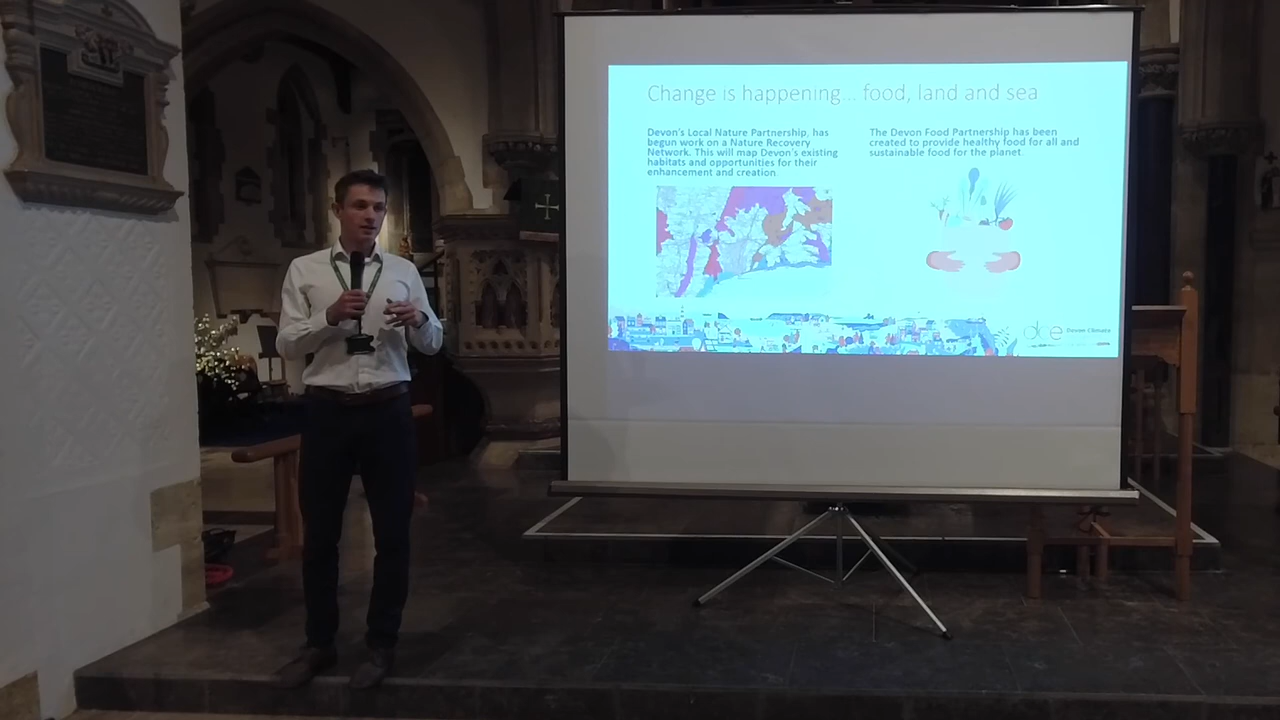 Change is happening... food, land and sea
Devon's Local Nature Partnership, has
begun work on a Nature Recovery
Network. This will map Devon's existing
habitats and opportunities for their
enhancement and creation.
The Devon Food Partnership has been
created to provide healthy food for all and
sustainable food for the planet.
dce Devon Climate